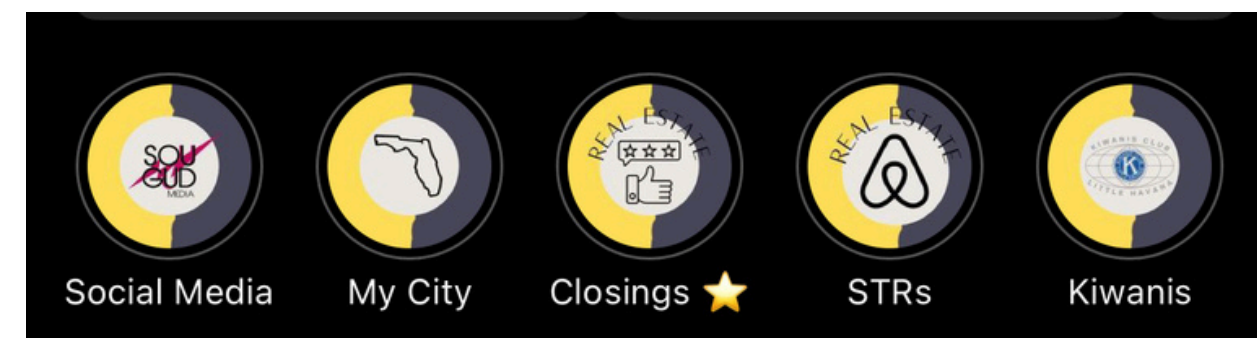 SOU
GUD
MEDIA
REAL ESTATE
REAL ESTATE
KIWANIS CLUB
K
LITTLE HAVANA
Social Media
My City
Closings ⭐
STRs
Kiwanis